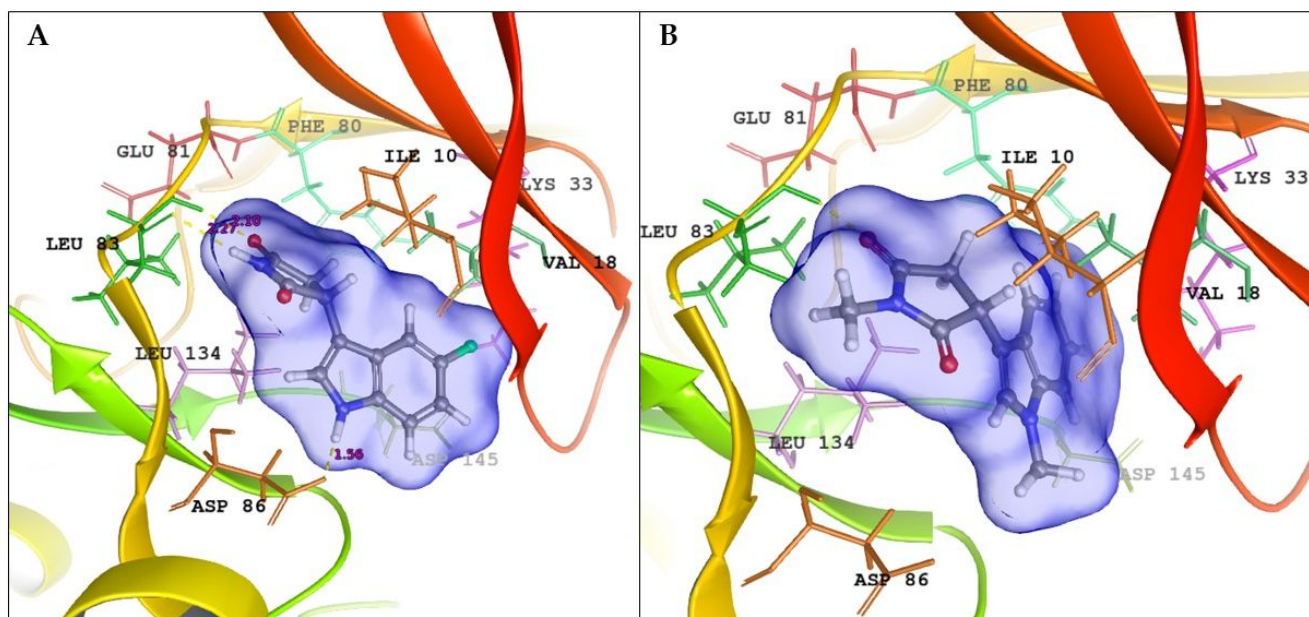 A
PHE 80
GLU 81
ILE 10
LYS 33
2.10
2.27
LEU 83
VAL 18
LEU 134
1.56
ASP 145
ASP 86
B
PHE 80
GLU 81
ILE 10
LYS 33
LEU 83
VAL 18
LEU 134
ASP 145
ASP 86